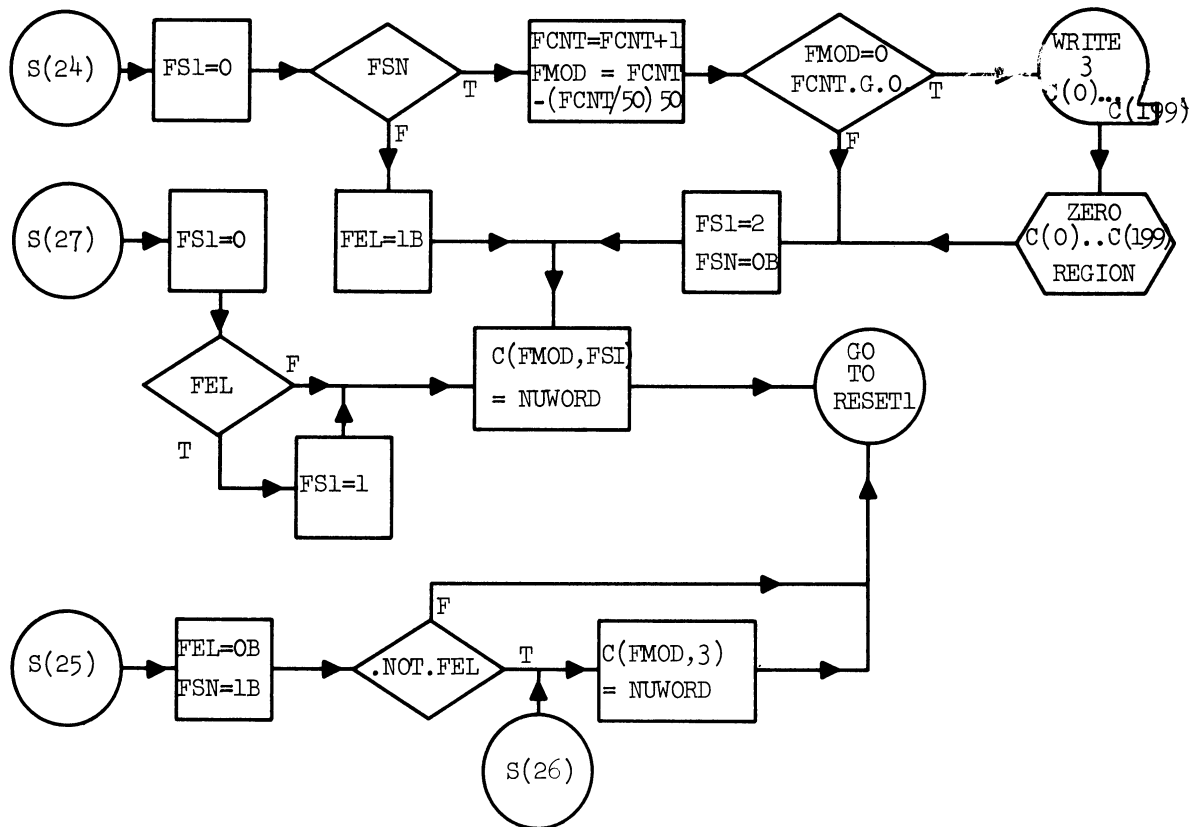 S(24)
FS1=0
FSN
T
F
FCNT=FCNT+1
FMOD = FCNT
-(FCNT/50)50
FMOD=0
FCNT.G.O.
T
F
WRITE
3
C(0)...
C(199)
S(27)
FS1=0
FEL=1B
FS1=2
FSN=0B
ZERO
C(0)..C(199)
REGION
FEL
F
T
FS1=1
C(FMOD,FSI)
= NUWORD
GO
TO
RESET1
S(25)
FEL=0B
FSN=1B
.NOT.FEL
F
T
C(FMOD,3)
= NUWORD
S(26)